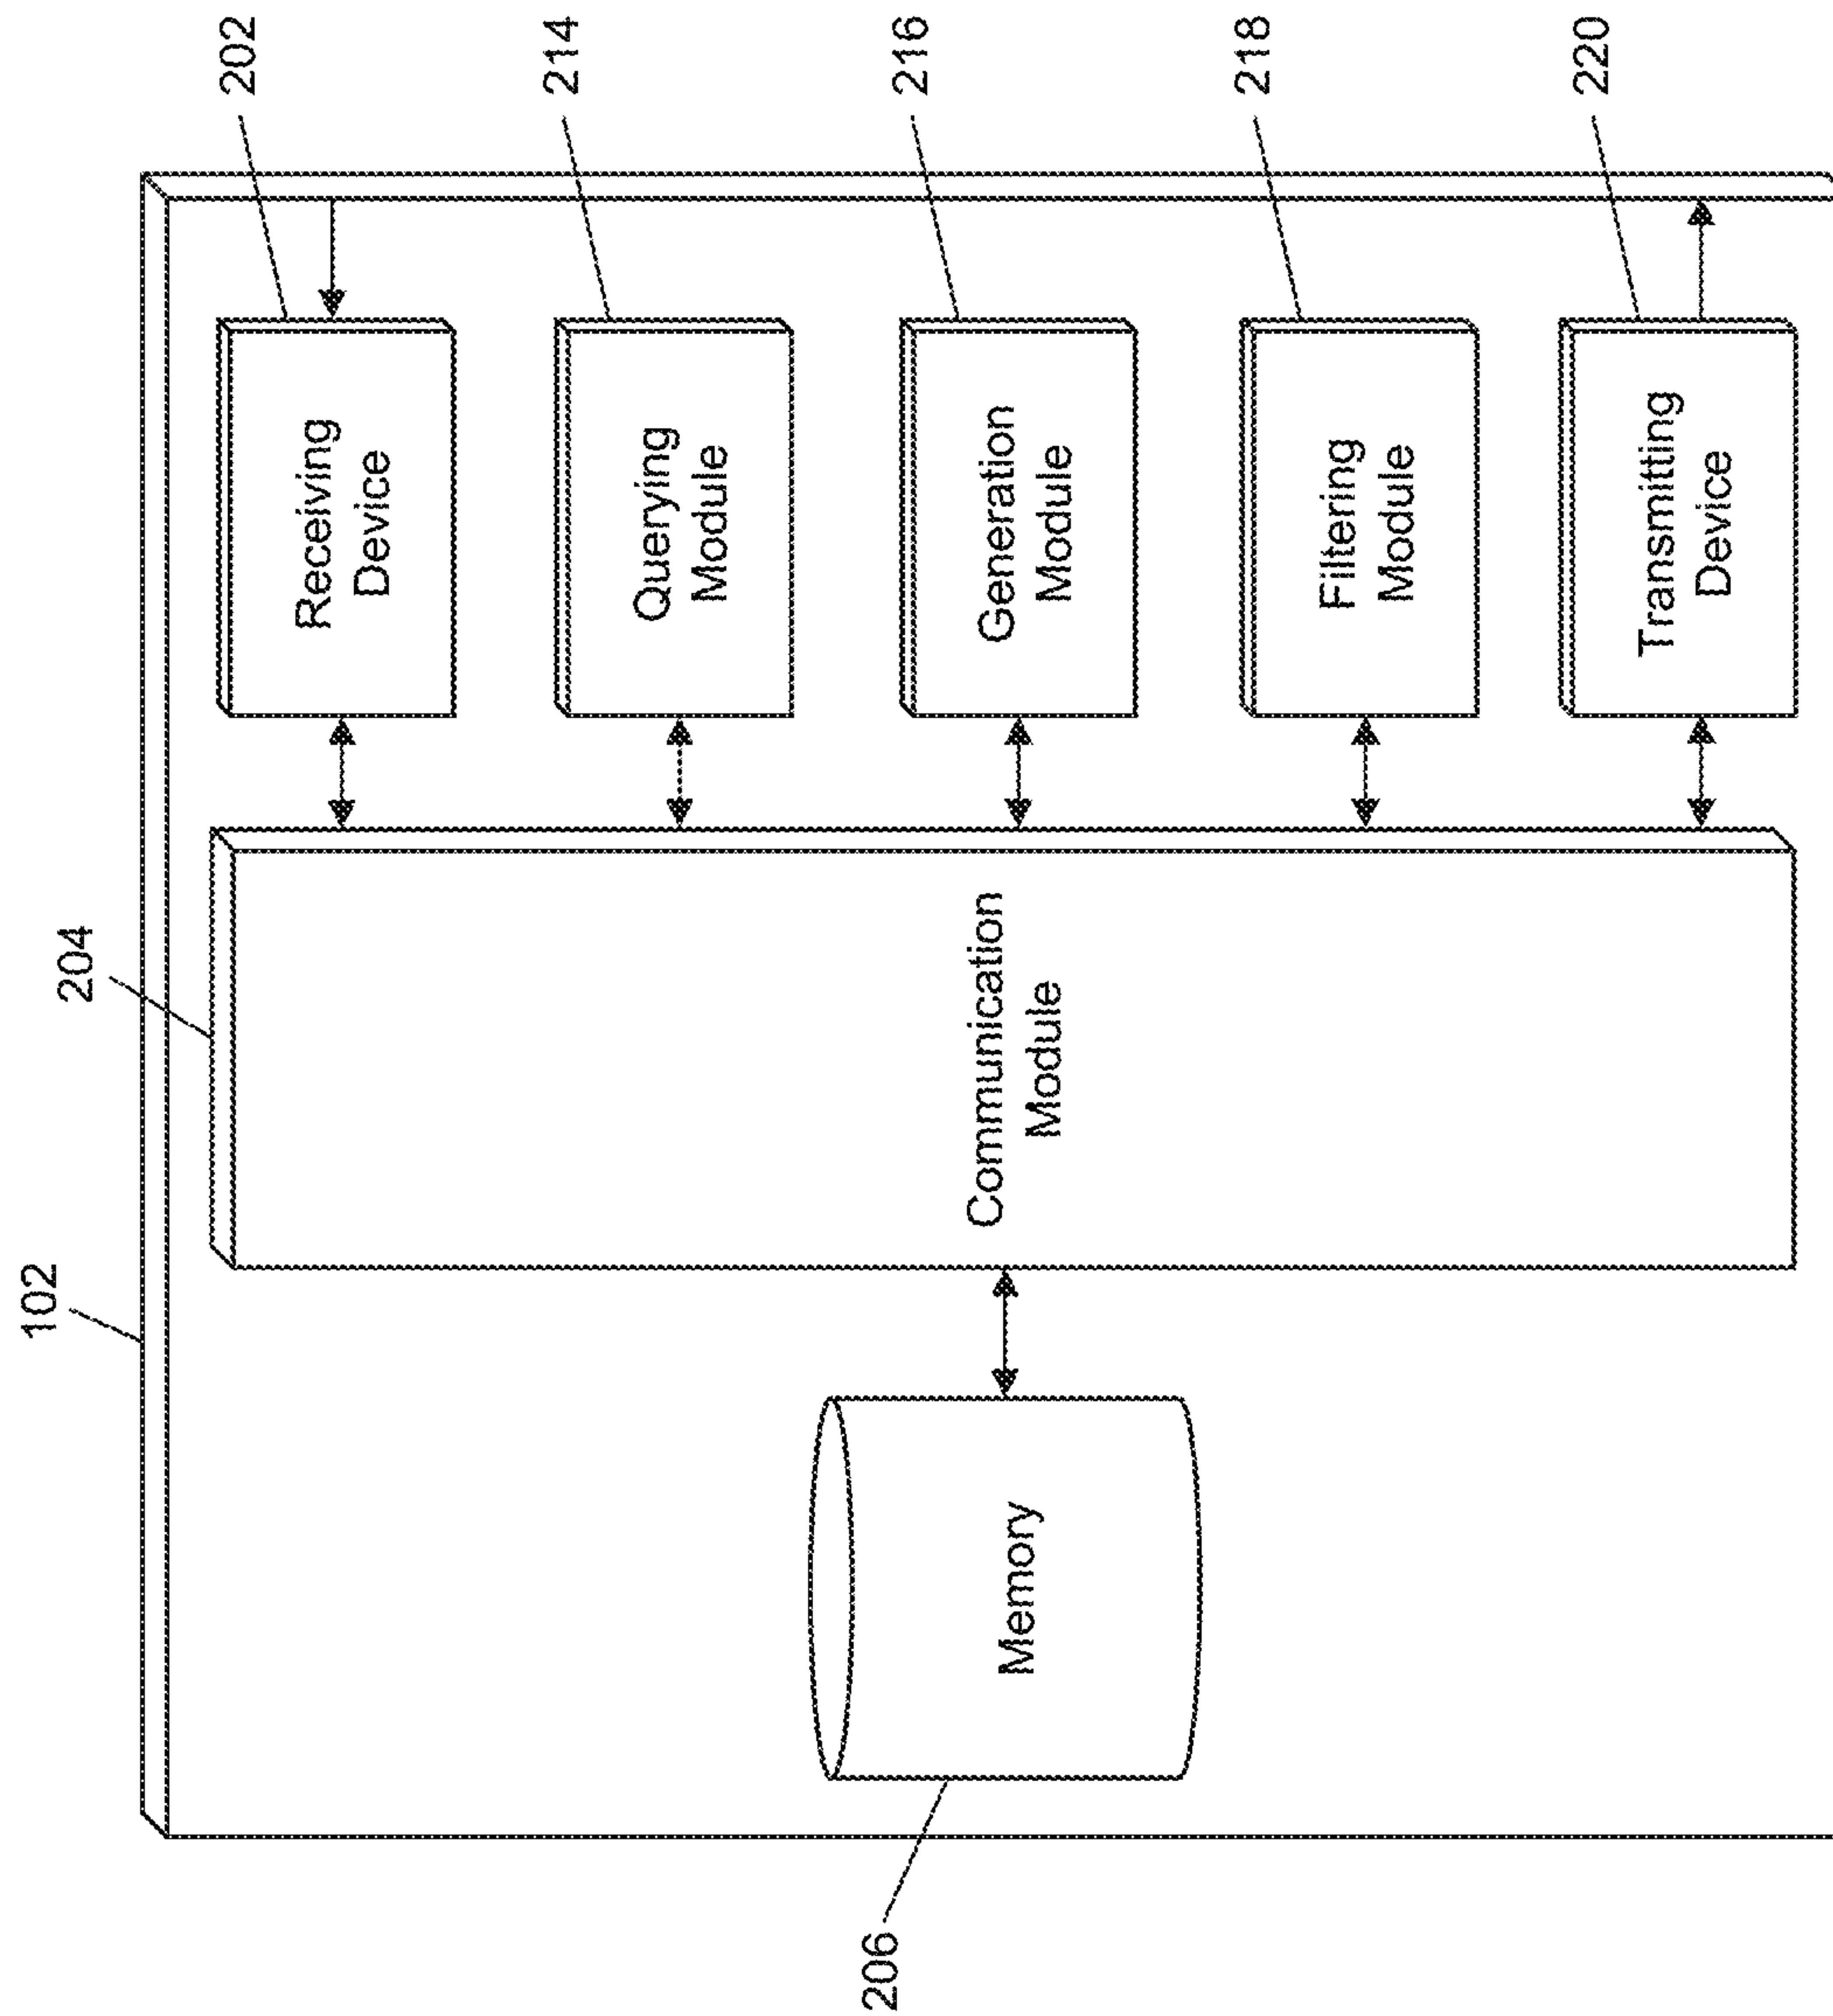 102
204
202
Receiving
Device
214
Querying
Module
216
Generation
Module
218
Filtering
Module
220
Transmitting
Device
Communication
Module
Memory
206